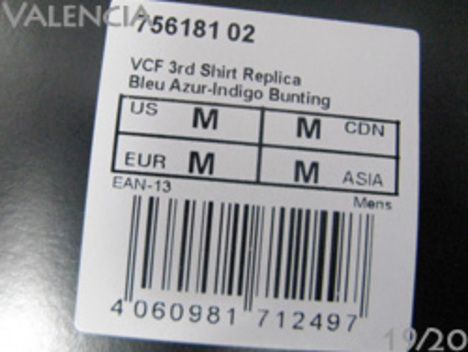 VALENCIA
756181 02
VCF 3rd Shirt Replica
Bleu Azur-Indigo Bunting
US M M CDN
EUR M M ASIA
EAN-13 Mens
4 060981 712497
19/20